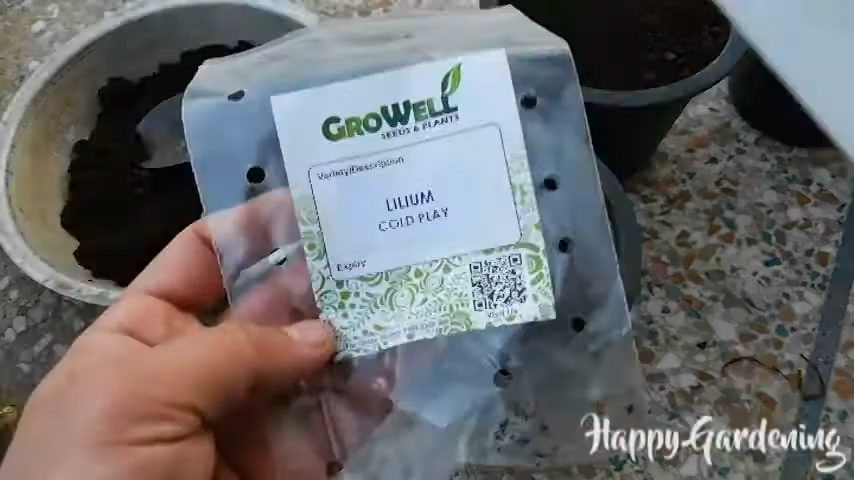 GROWELL
SEEDS & PLANTS
Variety/Description
LILIUM
COLD PLAY
Expiry
Happy Gardening